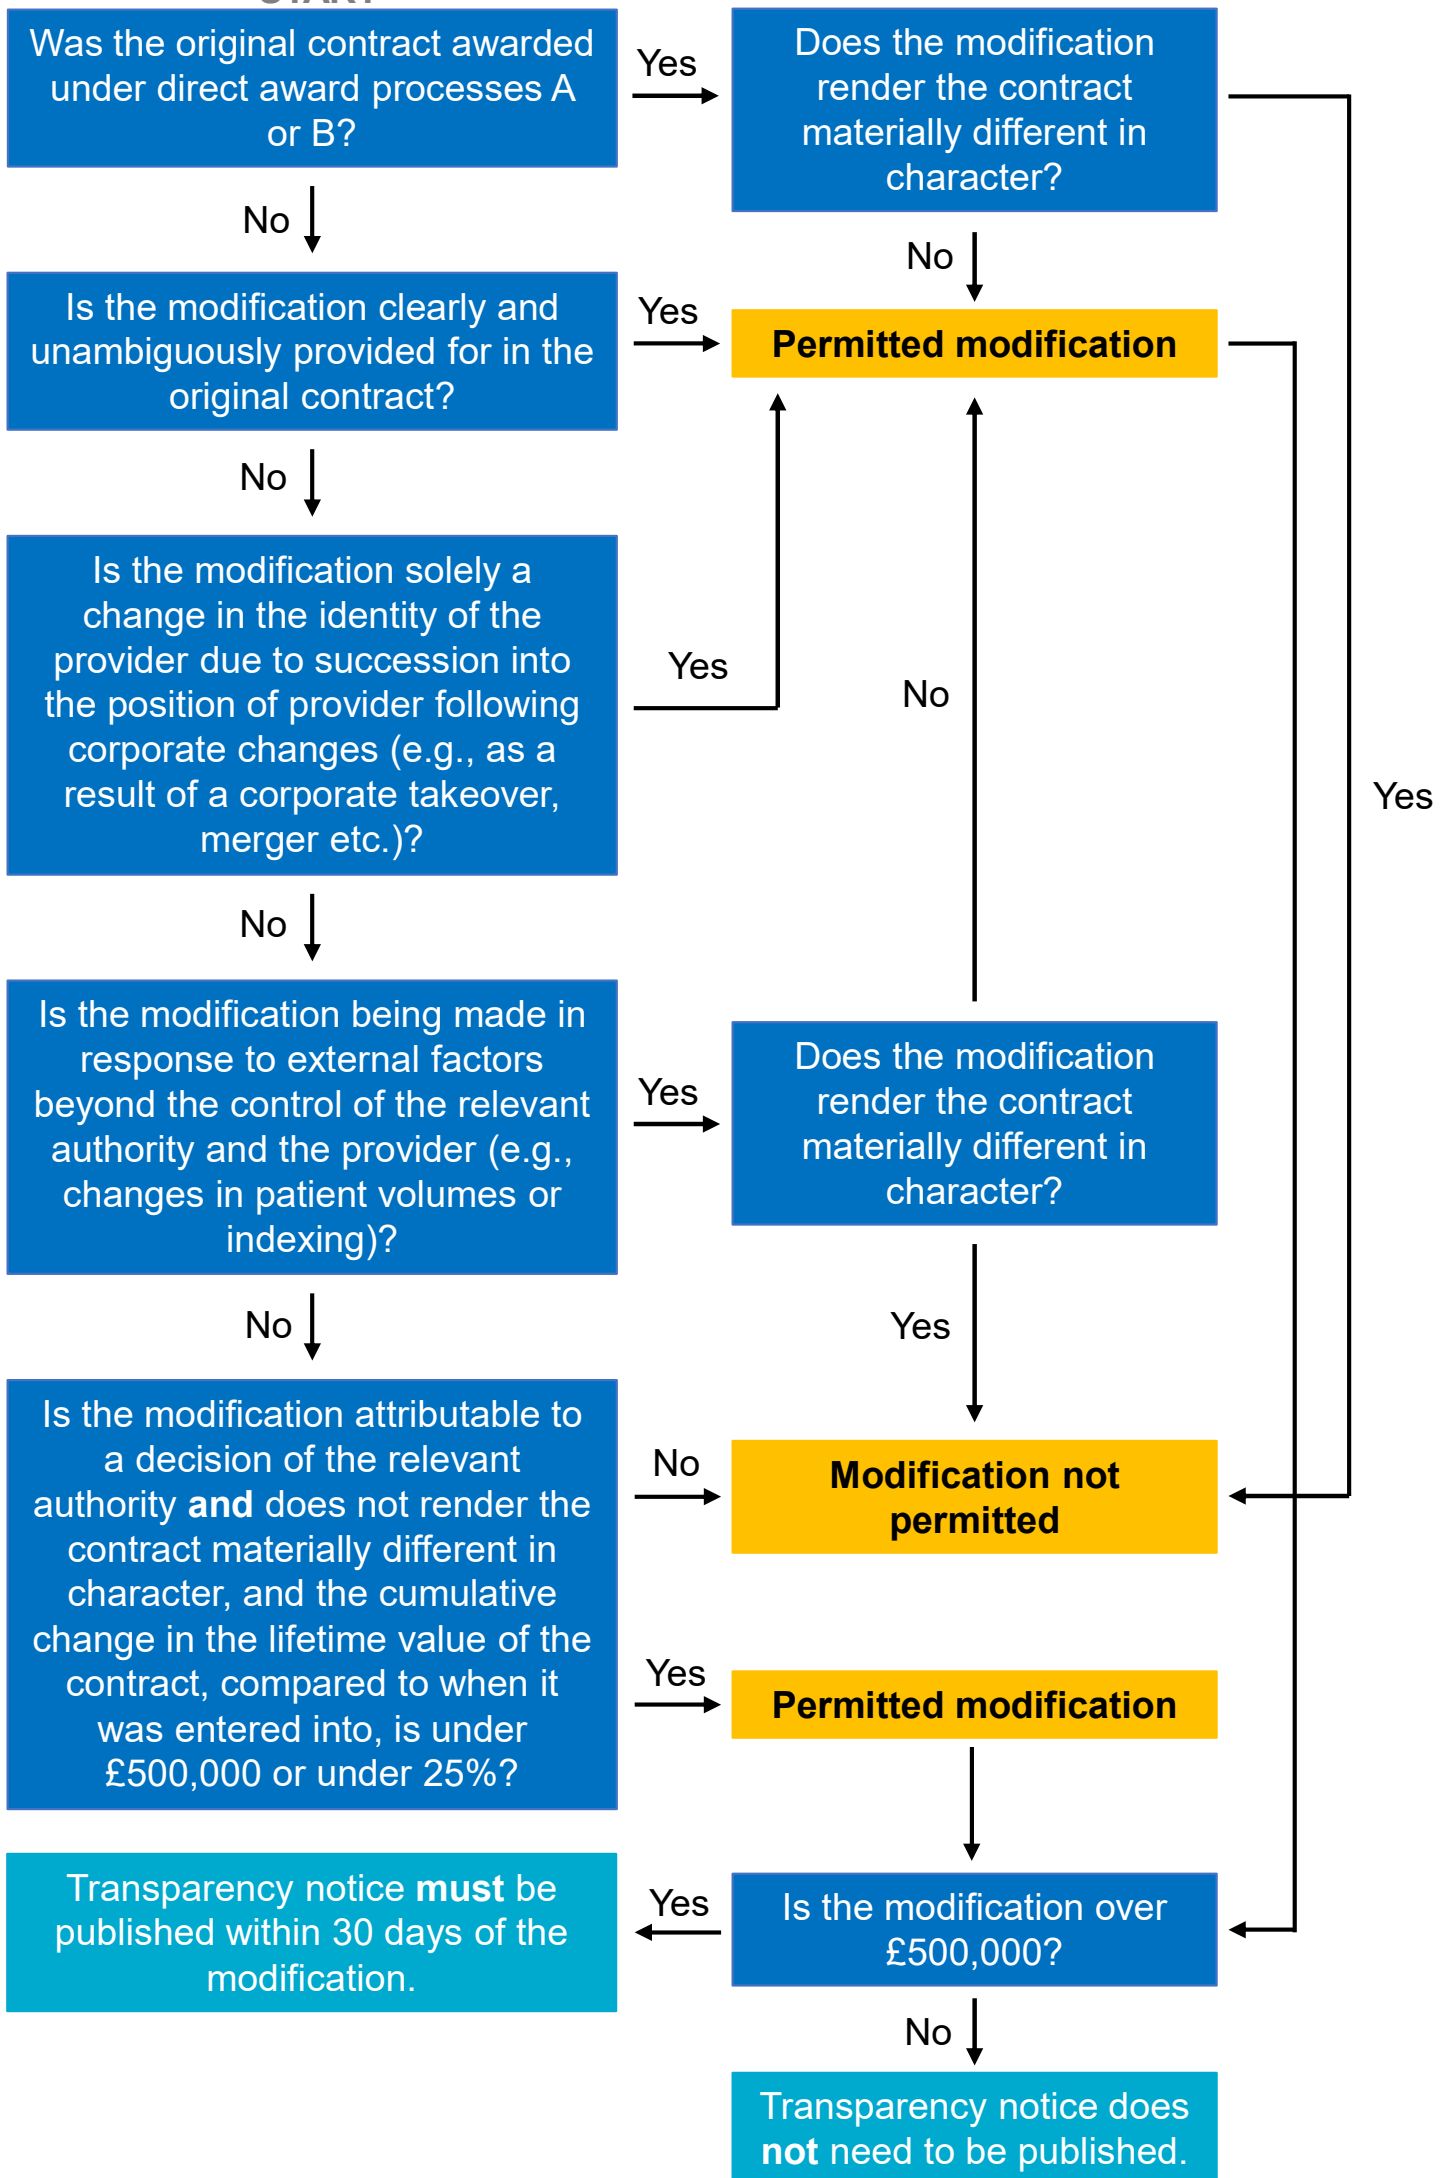 START
Was the original contract awarded
under direct award processes A
or B?
Yes
Does the modification
render the contract
materially different in
character?
No
No
Is the modification clearly and
unambiguously provided for in the
original contract?
Yes
Permitted modification
No
Is the modification solely a
change in the identity of the
provider due to succession into
the position of provider following
corporate changes (e.g., as a
result of a corporate takeover,
merger etc.)?
Yes
No
Yes
No
Is the modification being made in
response to external factors
beyond the control of the relevant
authority and the provider (e.g.,
changes in patient volumes or
indexing)?
Yes
Does the modification
render the contract
materially different in
character?
No
Yes
Is the modification attributable to
a decision of the relevant
authority and does not render the
contract materially different in
character, and the cumulative
change in the lifetime value of the
contract, compared to when it
was entered into, is under
£500,000 or under 25%?
No
Modification not
permitted
Yes
Permitted modification
Transparency notice must be
published within 30 days of the
modification.
Yes
Is the modification over
£500,000?
No
Transparency notice does
not need to be published.